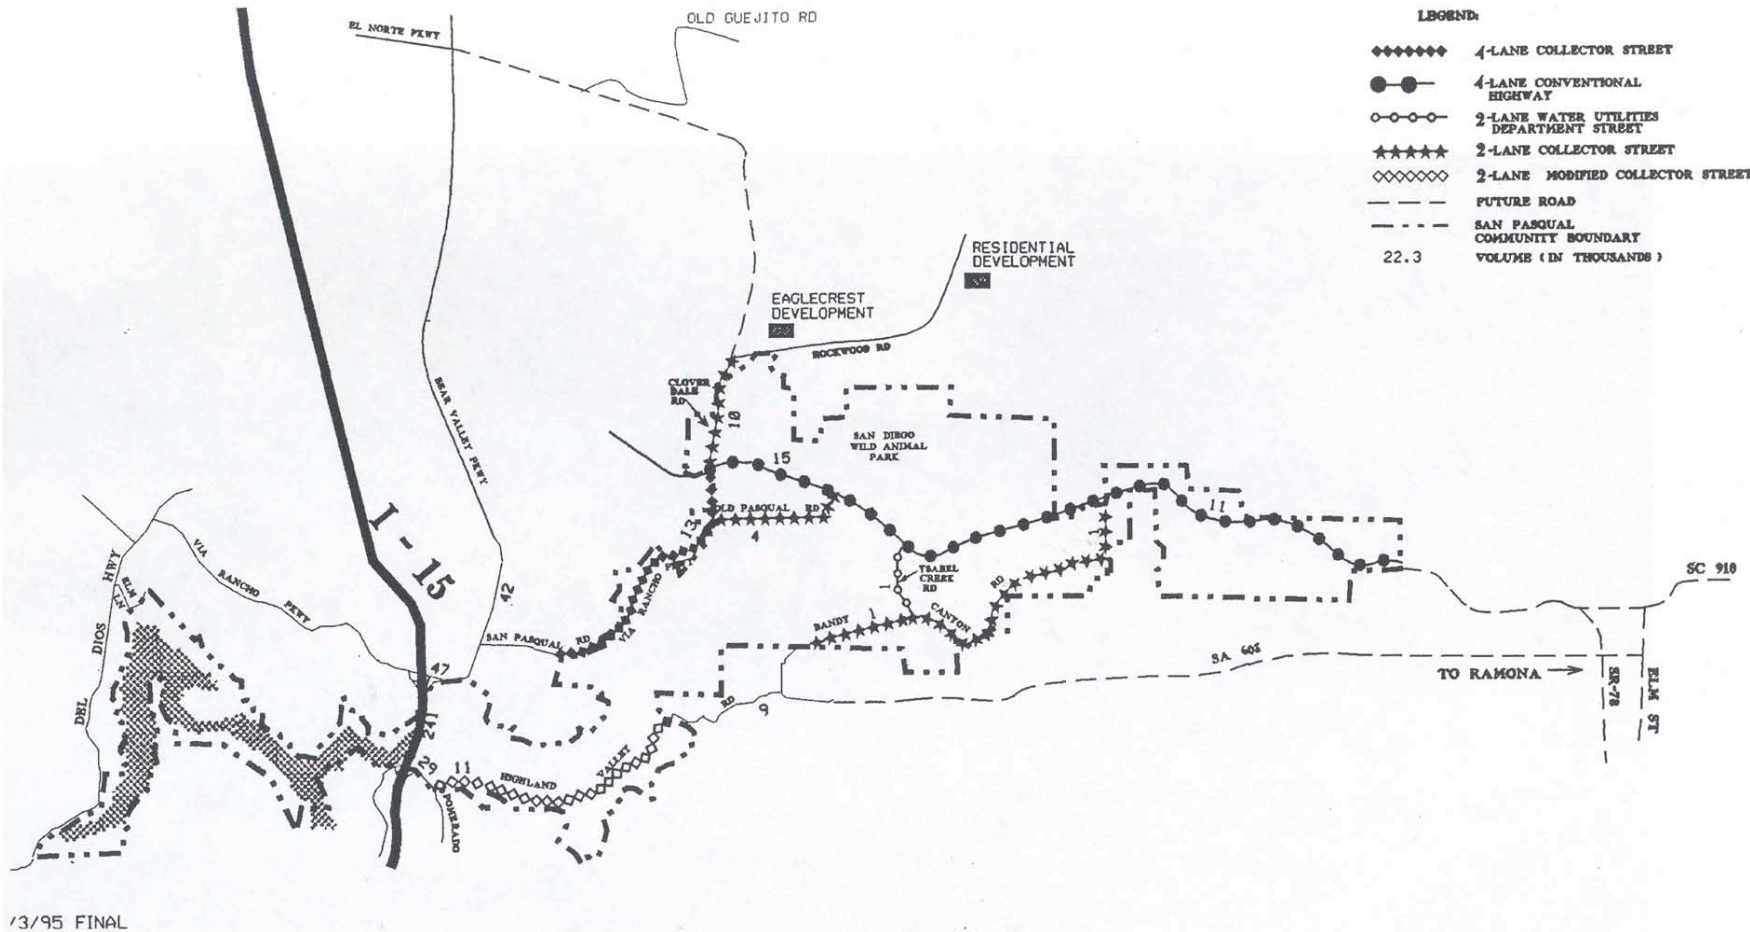 OLD GUEJITO RD
EL NORTE PKWY
LEGEND:
4-LANE COLLECTOR STREET
4-LANE CONVENTIONAL
HIGHWAY
2-LANE WATER UTILITIES
DEPARTMENT STREET
2-LANE COLLECTOR STREET
2-LANE MODIFIED COLLECTOR STREET
FUTURE ROAD
SAN PASQUAL
COMMUNITY BOUNDARY
22.3 VOLUME (IN THOUSANDS)
RESIDENTIAL
DEVELOPMENT
EAGLECREST
DEVELOPMENT
ROCKWOOD RD
CLOVER
DALE
RD
10
BEAR VALLEY PKWY
SAN DIEGO
WILD ANIMAL
PARK
15
OLD PASQUAL RD
4
13
11
I-15
VIA RANCHO PKWY
HWY
ELM LN
DIOS
DEL
42
VIA RANCHO
SAN PASQUAL RD
YSABEL
CREEK
RD
1
BANDY 1 CANYON RD
SC 910
SA 603
TO RAMONA
SR-78
ELM ST
47
241
29
11
HIGHLAND VALLEY RD
9
POMERADO
/3/95 FINAL